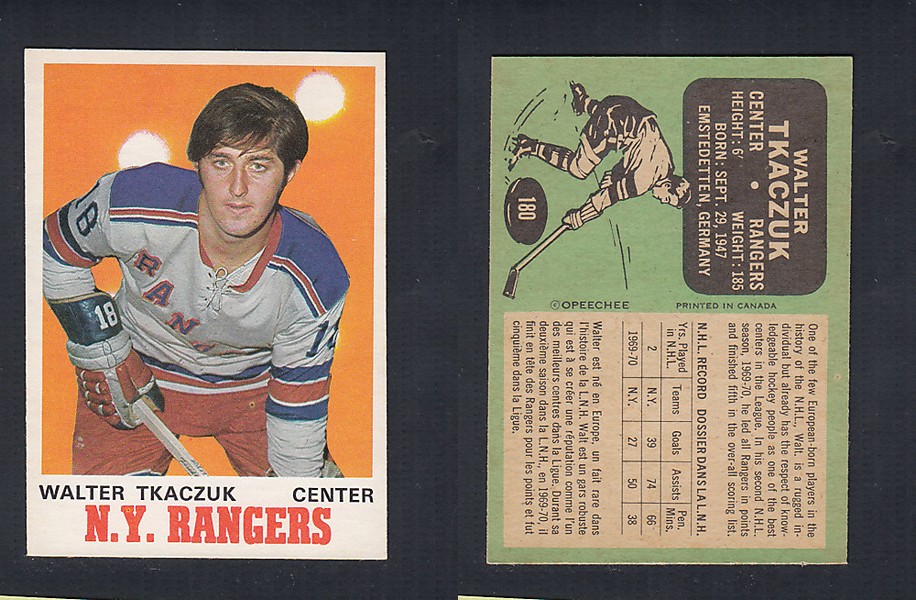 18
RAN
18
12
WALTER TKACZUK CENTER
N.Y. RANGERS
180
WALTER
TKACZUK
CENTER • RANGERS
HEIGHT: 6' WEIGHT: 185
BORN: SEPT. 29, 1947
EMSTEDETTEN, GERMANY
© OPEECHEE PRINTED IN CANADA
One of the few European-born players in the
history of the N.H.L., Walt. is a rugged in-
dividual but already has the respect of know-
ledgeable hockey people as one of the best
centers in the League. In his second N.H.L.
season, 1969-70, he led all Rangers in points
and finished fifth in the over-all scoring list.
N.H.L. RECORD DOSSIER DANS LA L.N.H.
Yrs. Played in N.H.L. Teams Goals Assists Pen. Mins.
2 N.Y. 39 74 66
1969-70 N.Y. 27 50 38
Walter est né en Europe, un fait rare dans
l'histoire de la L.N.H. Walt est un gars robuste
qui est à se créer une réputation comme l'un
des meilleurs centres dans la Ligue. Durant sa
deuxième saison dans la L.N.H., en 1969-70, il
finit en tête des Rangers pour les points et fut
cinquième dans la Ligue.